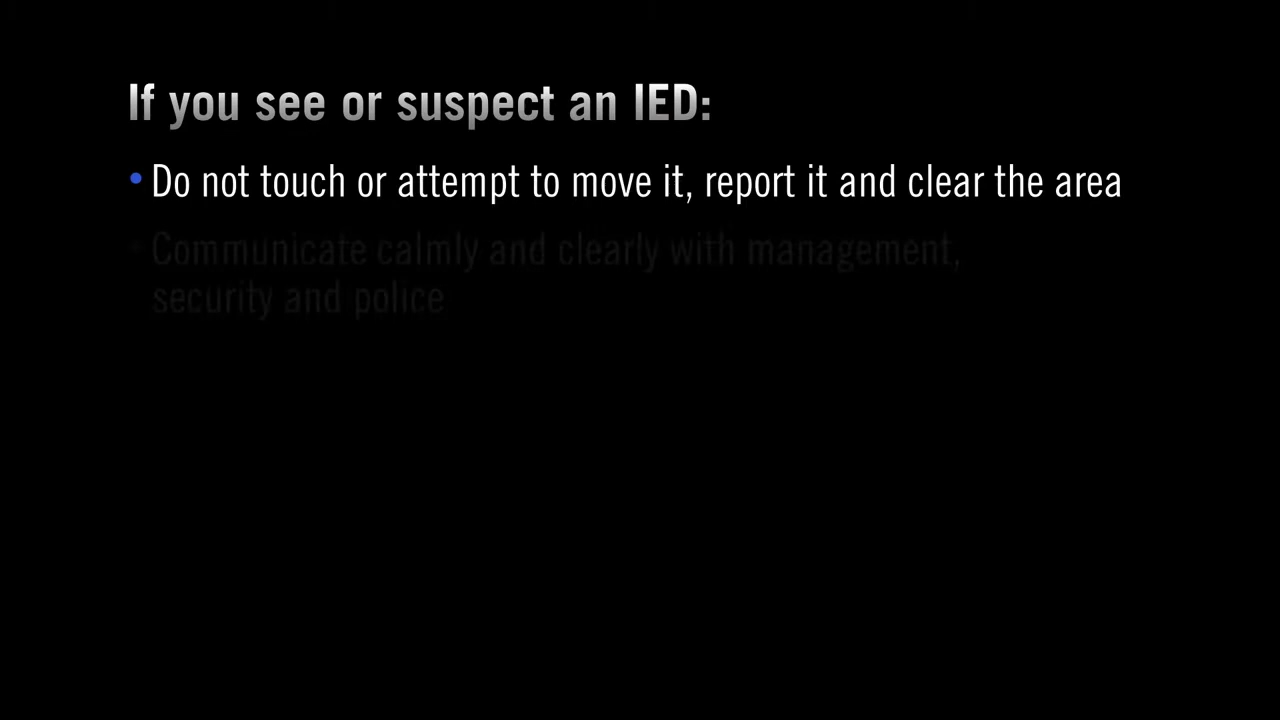 If you see or suspect an IED:
• Do not touch or attempt to move it, report it and clear the area
• Communicate calmly and clearly with management,
security and police